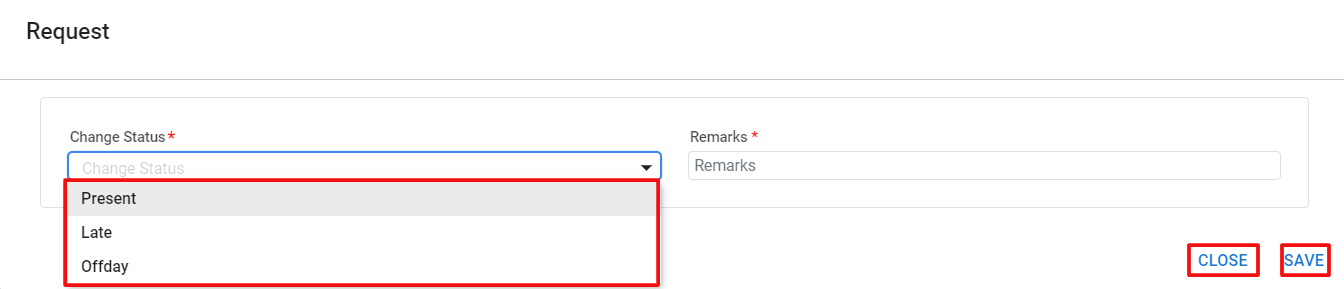 Request
Change Status* Remarks *
Change Status Remarks
Present
Late
Offday
CLOSE SAVE